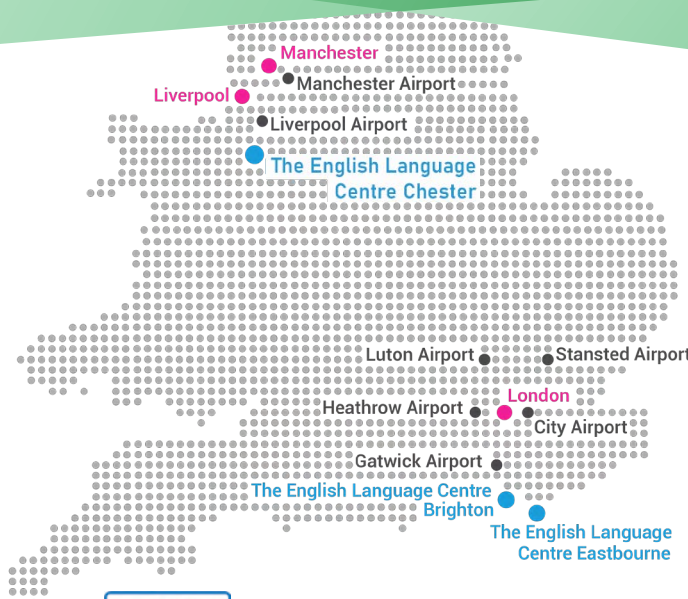 Manchester
Manchester Airport
Liverpool
Liverpool Airport
The English Language
Centre Chester
Luton Airport
Stansted Airport
London
Heathrow Airport
City Airport
Gatwick Airport
The English Language Centre
Brighton
The English Language
Centre Eastbourne